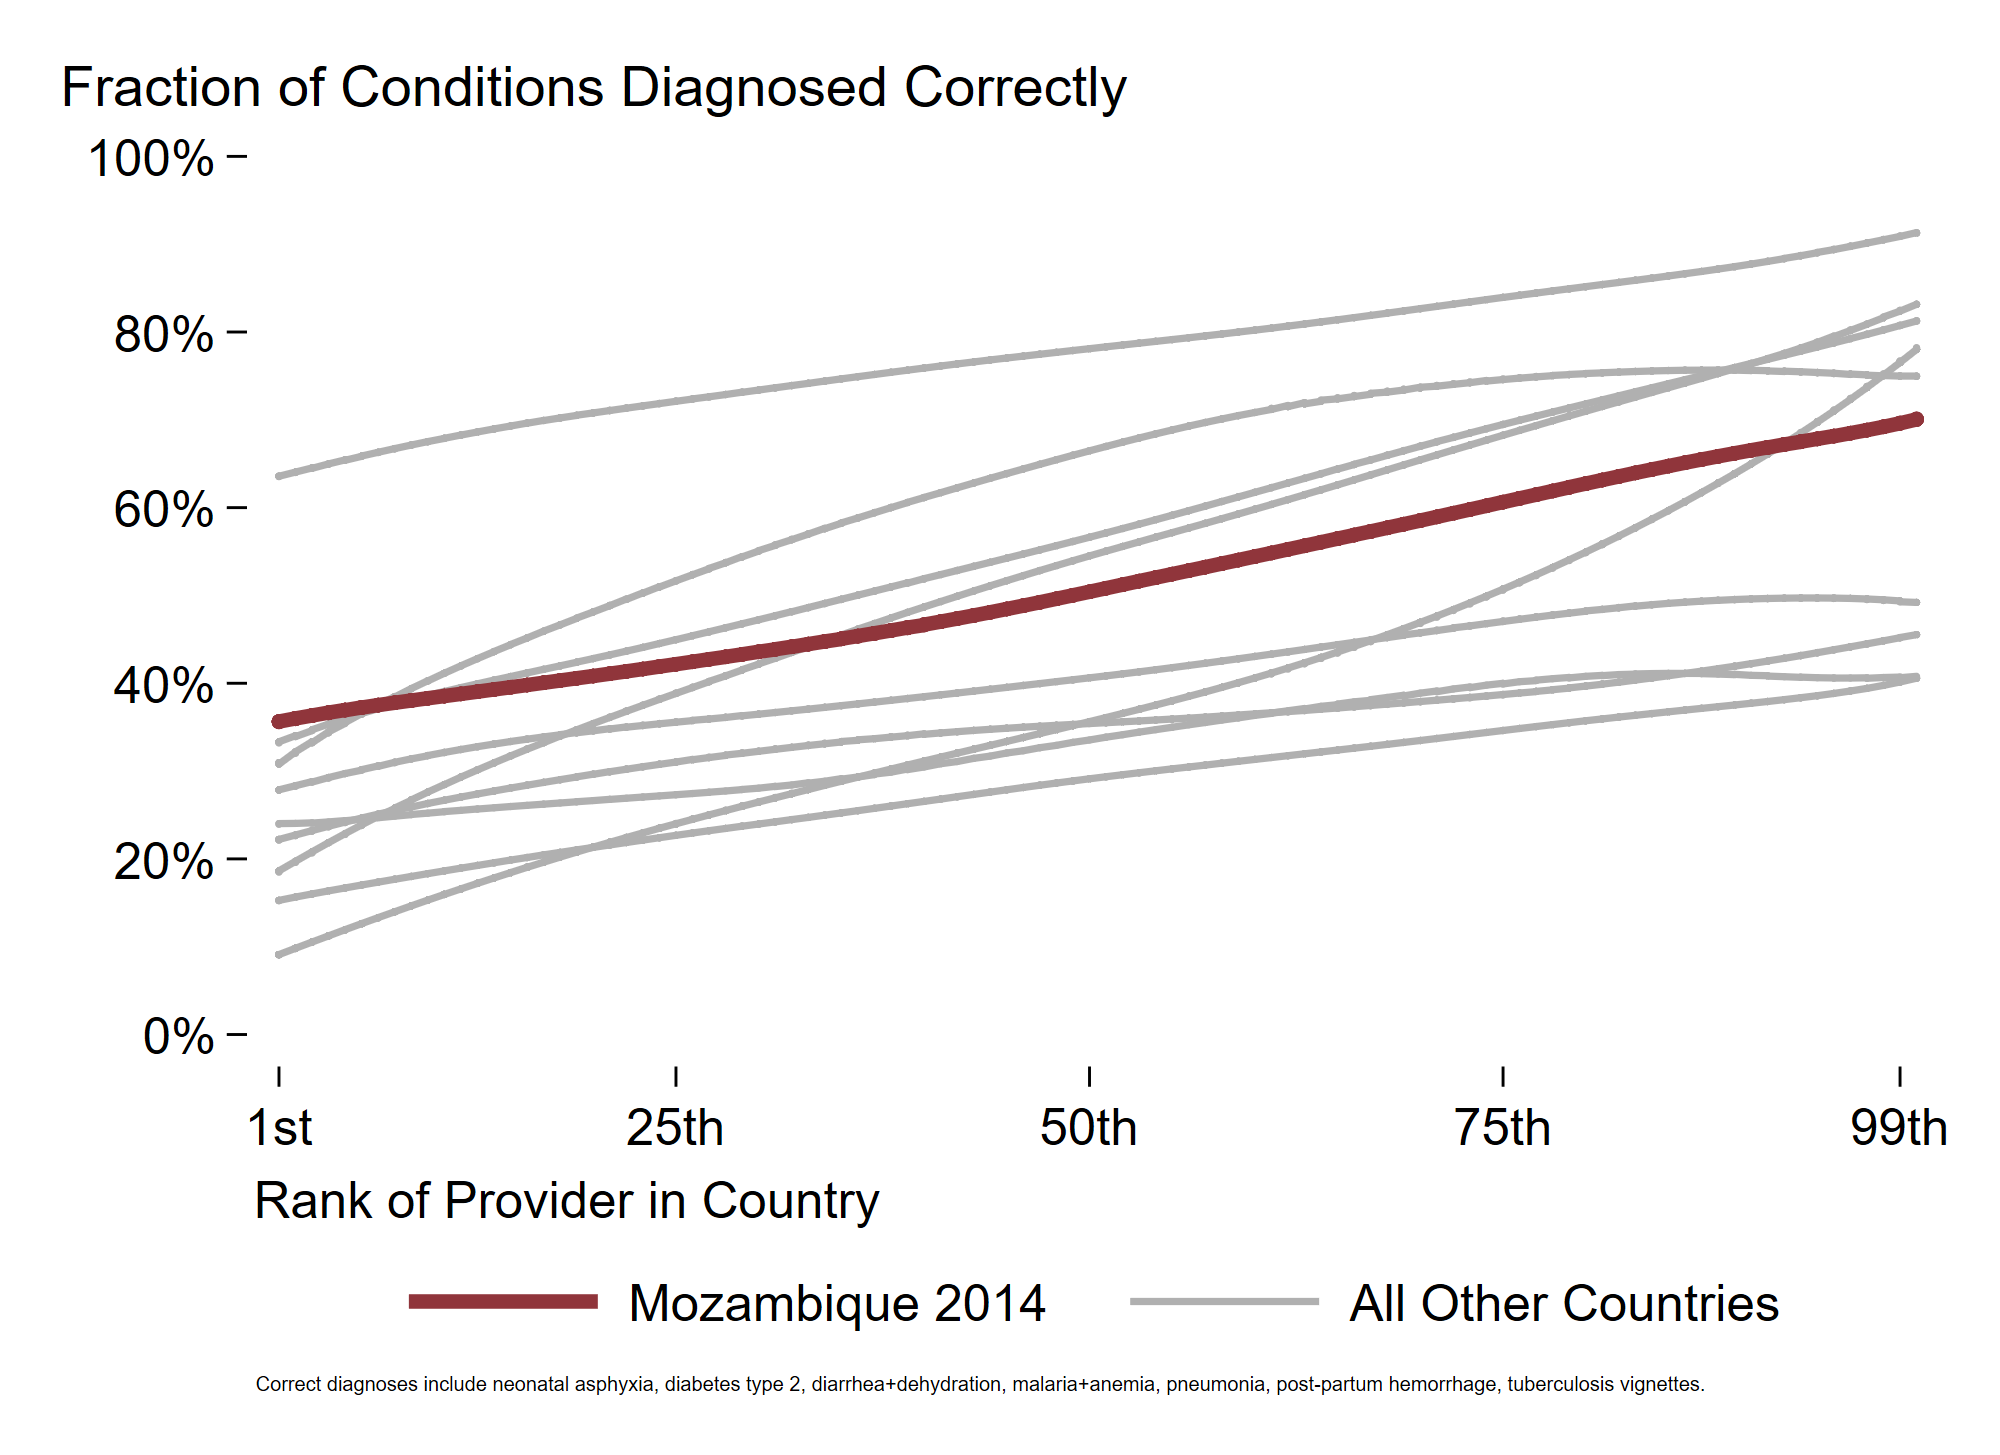 Fraction of Conditions Diagnosed Correctly
100%
80%
60%
40%
20%
0%
1st 25th 50th 75th 99th
Rank of Provider in Country
Mozambique 2014 All Other Countries
Correct diagnoses include neonatal asphyxia, diabetes type 2, diarrhea+dehydration, malaria+anemia, pneumonia, post-partum hemorrhage, tuberculosis vignettes.